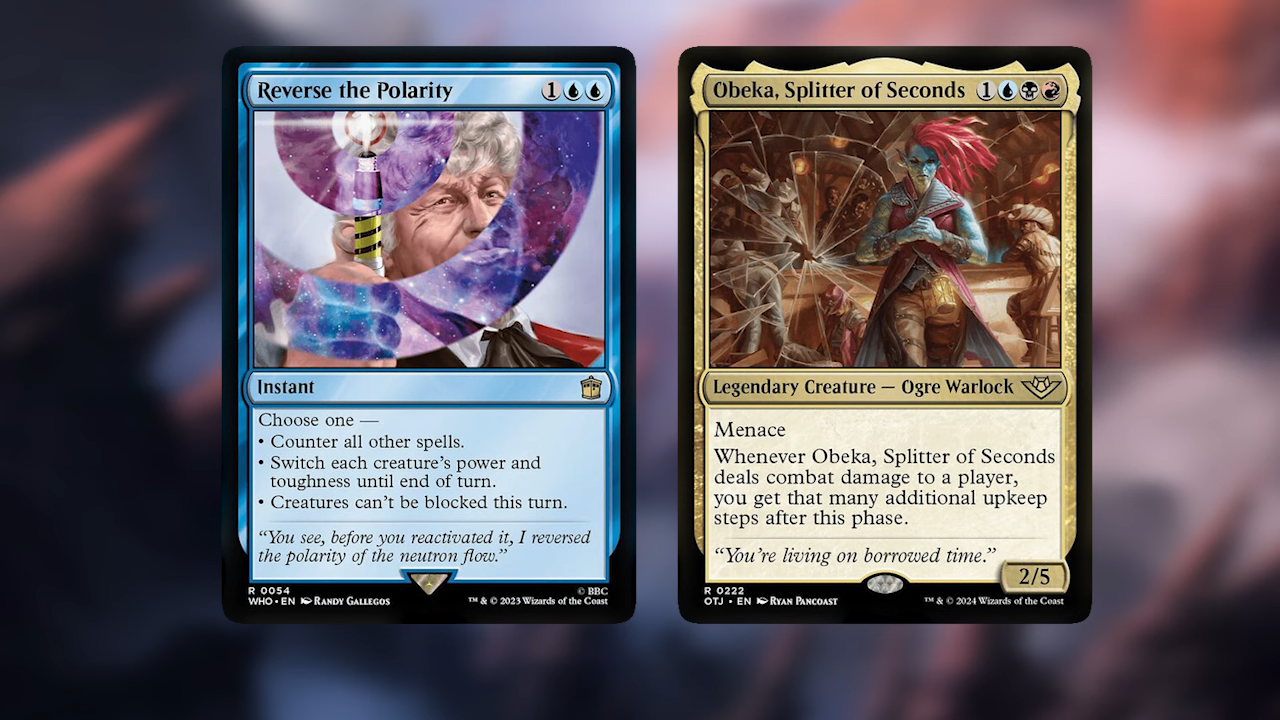 Reverse the Polarity 1
Instant
Choose one —
• Counter all other spells.
• Switch each creature's power and
toughness until end of turn.
• Creatures can't be blocked this turn.
“You see, before you reactivated it, I reversed
the polarity of the neutron flow.”
R 0054
WHO • EN RANDY GALLEGOS
© BBC
™ & © 2023 Wizards of the Coast
Obeka, Splitter of Seconds 1
Legendary Creature — Ogre Warlock
Menace
Whenever Obeka, Splitter of Seconds
deals combat damage to a player,
you get that many additional upkeep
steps after this phase.
“You're living on borrowed time.”
2/5
R 0222
OTJ • EN RYAN PANCOAST
™ & © 2024 Wizards of the Coast